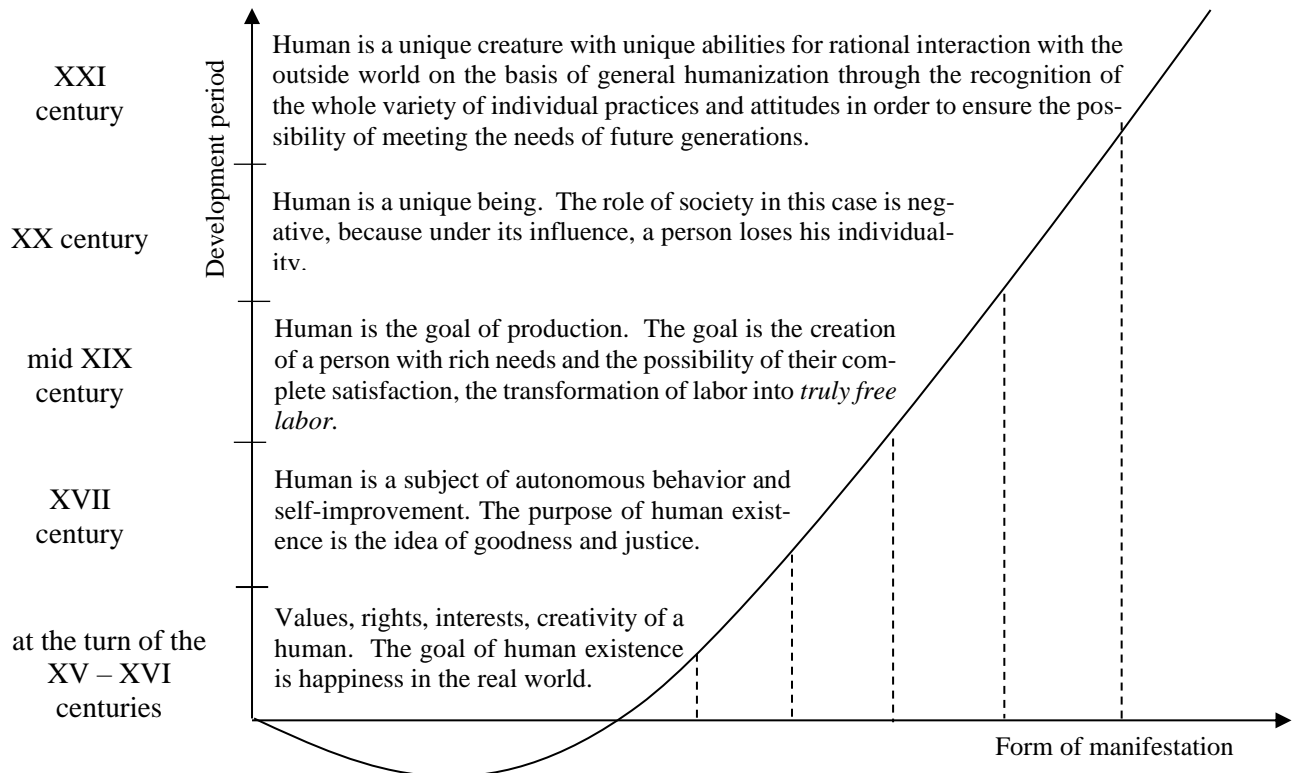 XXI
century
Development period
Human is a unique creature with unique abilities for rational interaction with the
outside world on the basis of general humanization through the recognition of
the whole variety of individual practices and attitudes in order to ensure the pos-
sibility of meeting the needs of future generations.
XX century
Human is a unique being. The role of society in this case is neg-
ative, because under its influence, a person loses his individual-
ity.
mid XIX
century
Human is the goal of production. The goal is the creation
of a person with rich needs and the possibility of their com-
plete satisfaction, the transformation of labor into truly free
labor.
XVII
century
Human is a subject of autonomous behavior and
self-improvement. The purpose of human exist-
ence is the idea of goodness and justice.
at the turn of the
XV – XVI
centuries
Values, rights, interests, creativity of a
human. The goal of human existence
is happiness in the real world.
Form of manifestation